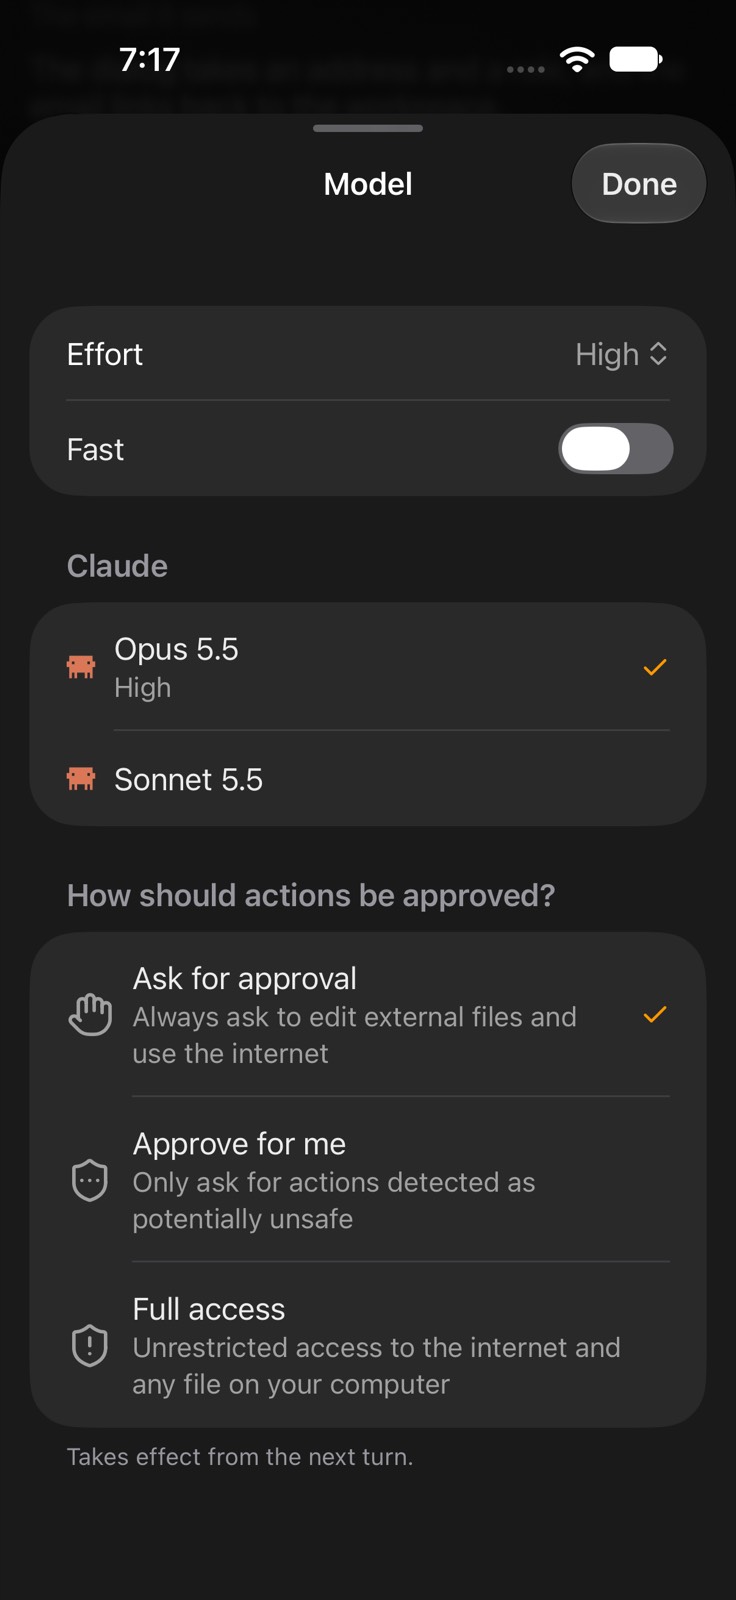 7:17
Model
Done
Effort
High
Fast
Claude
Opus 5.5
High
Sonnet 5.5
How should actions be approved?
Ask for approval
Always ask to edit external files and
use the internet
Approve for me
Only ask for actions detected as
potentially unsafe
Full access
Unrestricted access to the internet and
any file on your computer
Takes effect from the next turn.